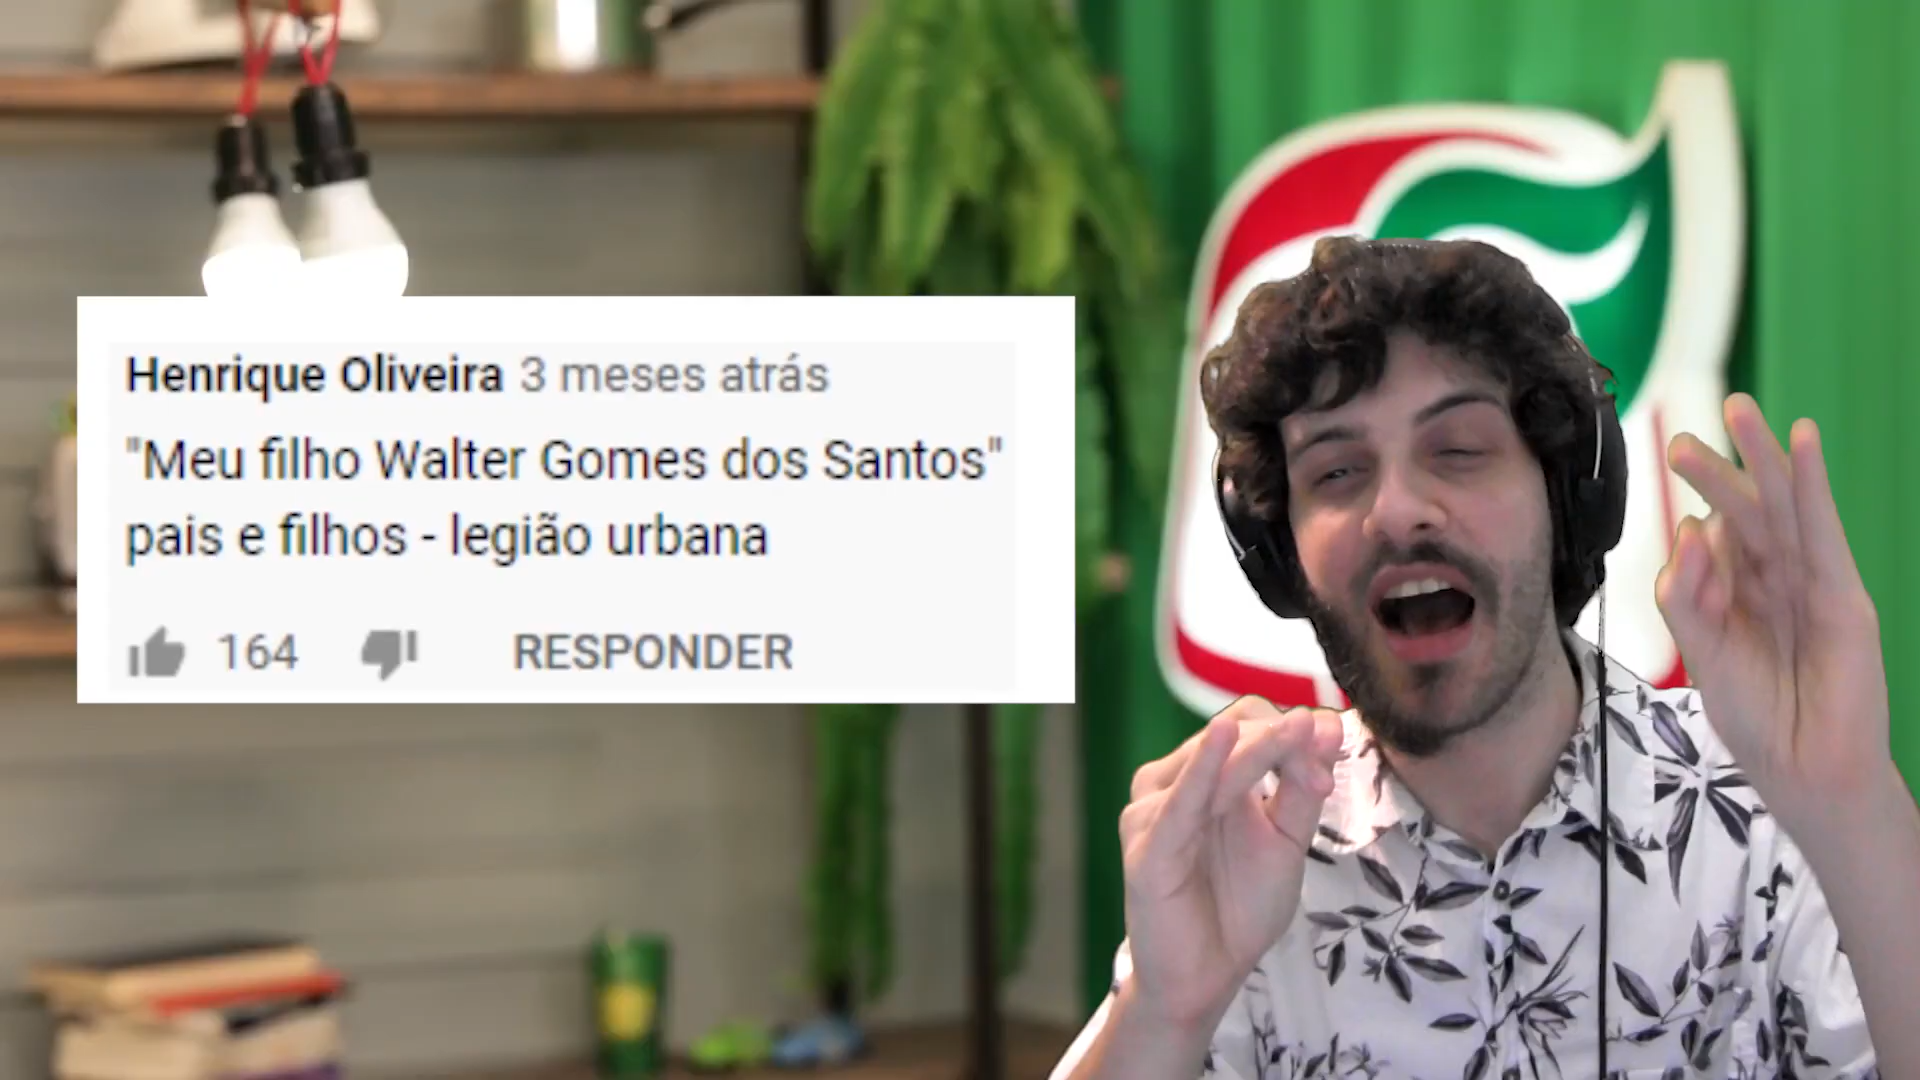 Henrique Oliveira 3 meses atrás
"Meu filho Walter Gomes dos Santos"
pais e filhos - legião urbana
164 RESPONDER